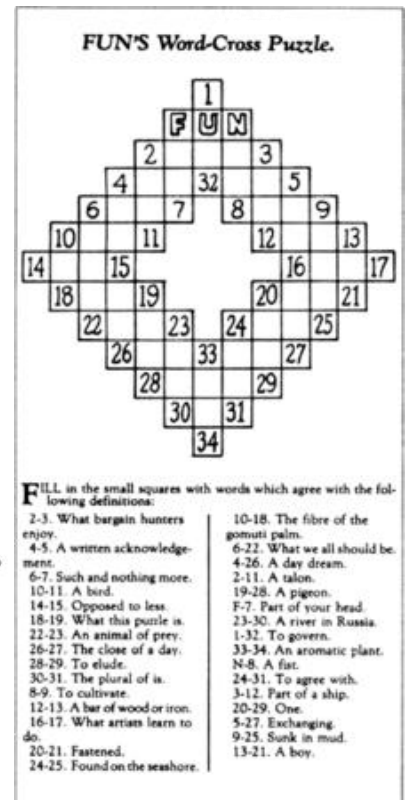 FUN'S Word-Cross Puzzle.
1
F U N
2 3
4 32 5
6 7 8 9
10 11 12 13
14 15 16 17
18 19 20 21
22 23 24 25
26 33 27
28 29
30 31
34
FILL in the small squares with words which agree with the fol-
lowing definitions:
2-3. What bargain hunters
enjoy.
4-5. A written acknowledge-
ment.
6-7. Such and nothing more.
10-11. A bird.
14-15. Opposed to less.
18-19. What this puzzle is.
22-23. An animal of prey.
26-27. The close of a day.
28-29. To elude.
30-31. The plural of is.
8-9. To cultivate.
12-13. A bar of wood or iron.
16-17. What artists learn to
do.
20-21. Fastened.
24-25. Found on the seashore.
10-18. The fibre of the
gomuti palm.
6-22. What we all should be.
4-26. A day dream.
2-11. A talon.
19-28. A pigeon.
F-7. Part of your head.
23-30. A river in Russia.
1-32. To govern.
33-34. An aromatic plant.
N-8. A fist.
24-31. To agree with.
3-12. Part of a ship.
20-29. One.
5-27. Exchanging.
9-25. Sunk in mud.
13-21. A boy.